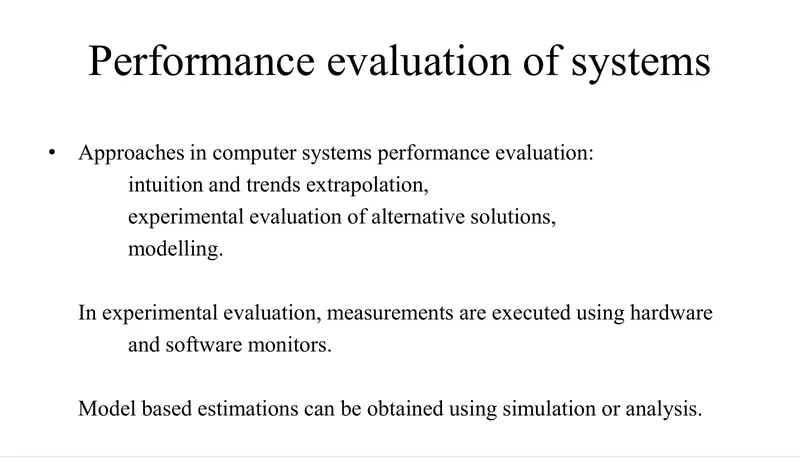 Performance evaluation of systems
• Approaches in computer systems performance evaluation:
intuition and trends extrapolation,
experimental evaluation of alternative solutions,
modelling.
In experimental evaluation, measurements are executed using hardware
and software monitors.
Model based estimations can be obtained using simulation or analysis.